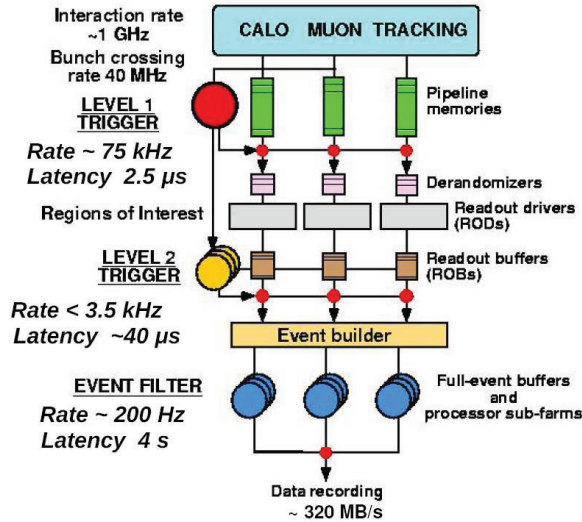 Interaction rate
~1 GHz
CALO MUON TRACKING
Bunch crossing
rate 40 MHz
LEVEL 1
TRIGGER
Pipeline
memories
Rate ~ 75 kHz
Latency 2.5 μs
Derandomizers
Regions of Interest
Readout drivers
(RODs)
LEVEL 2
TRIGGER
Readout buffers
(ROBs)
Rate < 3.5 kHz
Latency ~40 μs
Event builder
EVENT FILTER
Rate ~ 200 Hz
Latency 4 s
Full-event buffers
and
processor sub-farms
Data recording
~ 320 MB/s